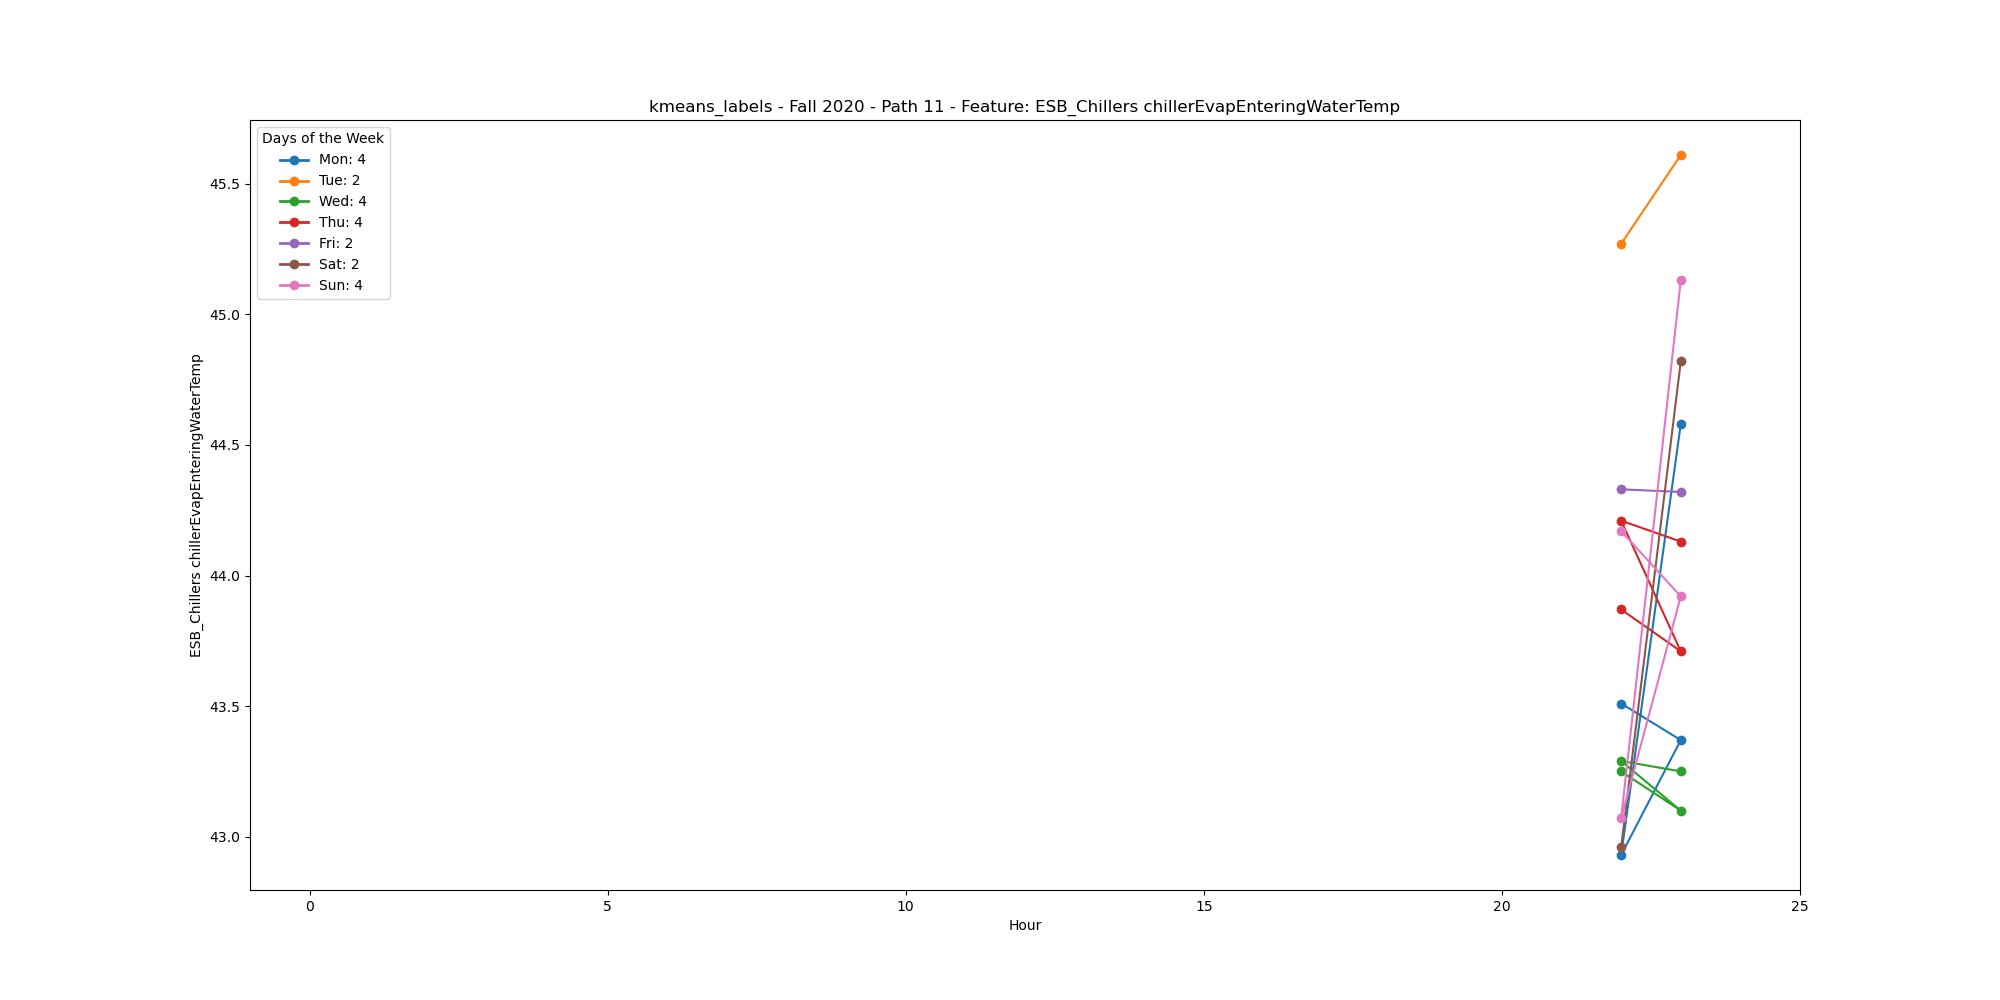 kmeans_labels - Fall 2020 - Path 11 - Feature: ESB_Chillers chillerEvapEnteringWaterTemp
Days of the Week
Mon: 4
Tue: 2
Wed: 4
Thu: 4
Fri: 2
Sat: 2
Sun: 4
ESB_Chillers chillerEvapEnteringWaterTemp
45.5
45.0
44.5
44.0
43.5
43.0
0 5 10 15 20 25
Hour